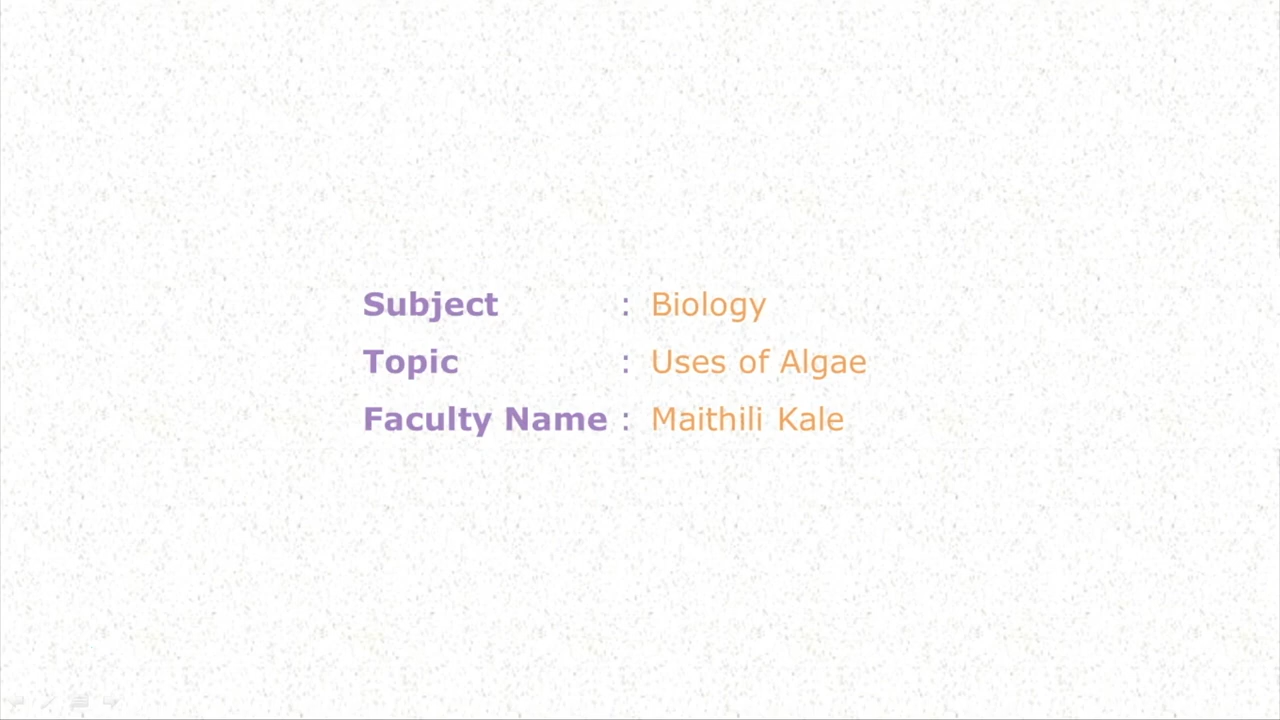 Subject : Biology
Topic : Uses of Algae
Faculty Name : Maithili Kale